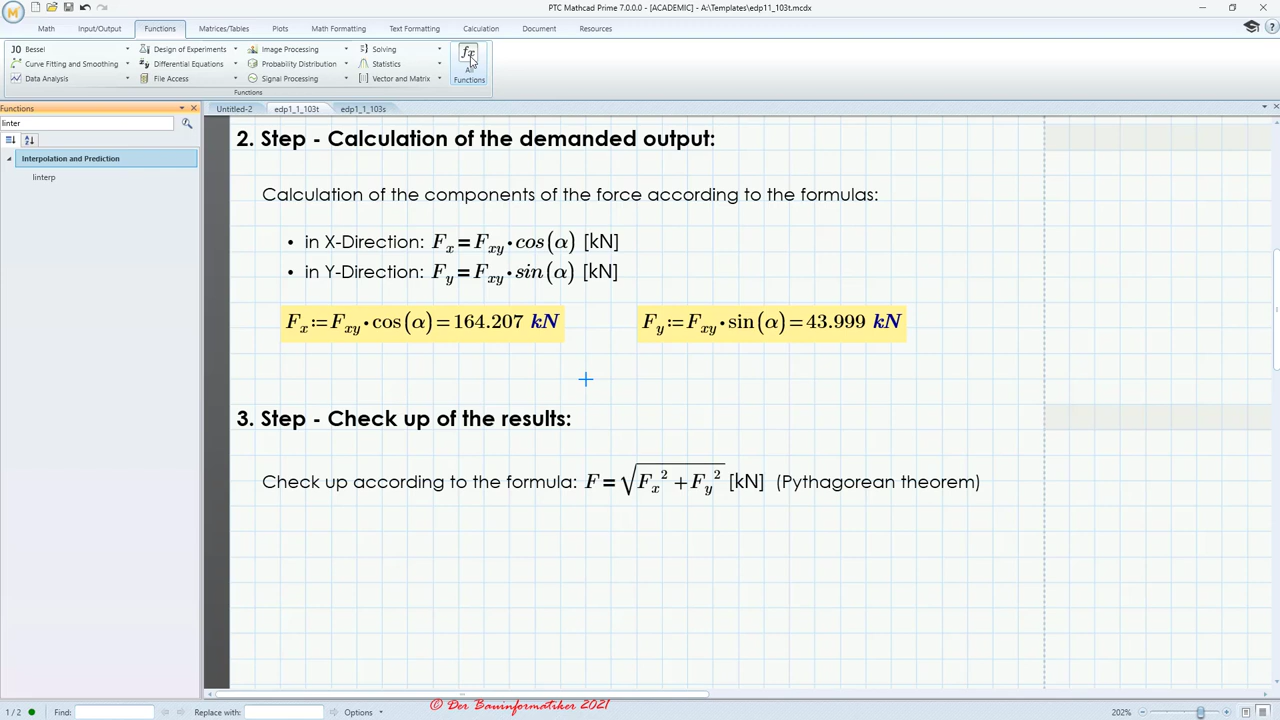 PTC Mathcad Prime 7.0.0.0 - [ACADEMIC] - A:\Templates\edp11_103t.mcdx
Math Input/Output Functions Matrices/Tables Plots Math Formatting Text Formatting Calculation Document Resources
Bessel Design of Experiments Image Processing Solving
Curve Fitting and Smoothing Differential Equations Probability Distribution Statistics
Data Analysis File Access Signal Processing Vector and Matrix
All
Functions
Functions
Functions
Untitled-2 edp1_1_103t edp1_1_103s
linter
Interpolation and Prediction
linterp
2. Step - Calculation of the demanded output:
Calculation of the components of the force according to the formulas:
• in X-Direction: Fx = Fxy · cos(α) [kN]
• in Y-Direction: Fy = Fxy · sin(α) [kN]
Fx := Fxy · cos(α) = 164.207 kN
Fy := Fxy · sin(α) = 43.999 kN
3. Step - Check up of the results:
Check up according to the formula: F = √(Fx² + Fy²) [kN] (Pythagorean theorem)
1 / 2 Find: Replace with: Options 202%
© Der Bauinformatiker 2021